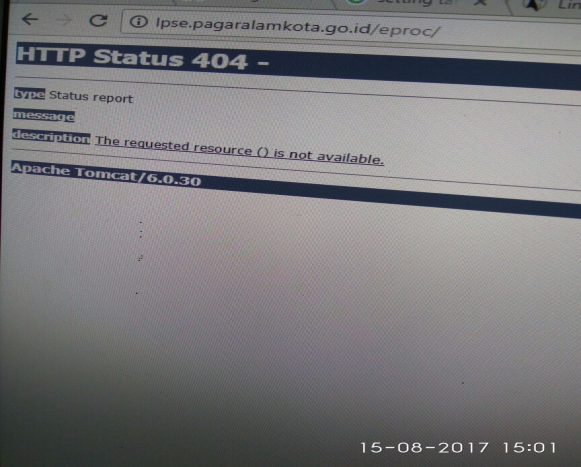 lpse.pagaralamkota.go.id/eproc/
HTTP Status 404 -
type Status report
message
description The requested resource () is not available.
Apache Tomcat/6.0.30
15-08-2017 15:01